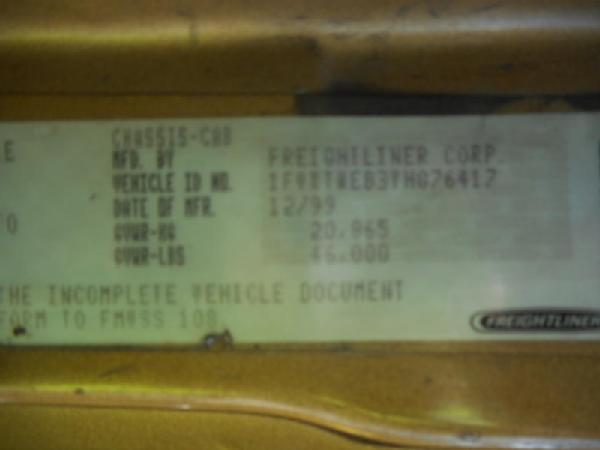 CHASSIS-CAB
E MFD. BY FREIGHTLINER CORP.
VEHICLE ID NO.
DATE OF MFR. 12/99
O GVWR-KG 20.865
GVWR-LBS 46.000
THE INCOMPLETE VEHICLE DOCUMENT
FORM TO FMVSS 108
FREIGHTLINER